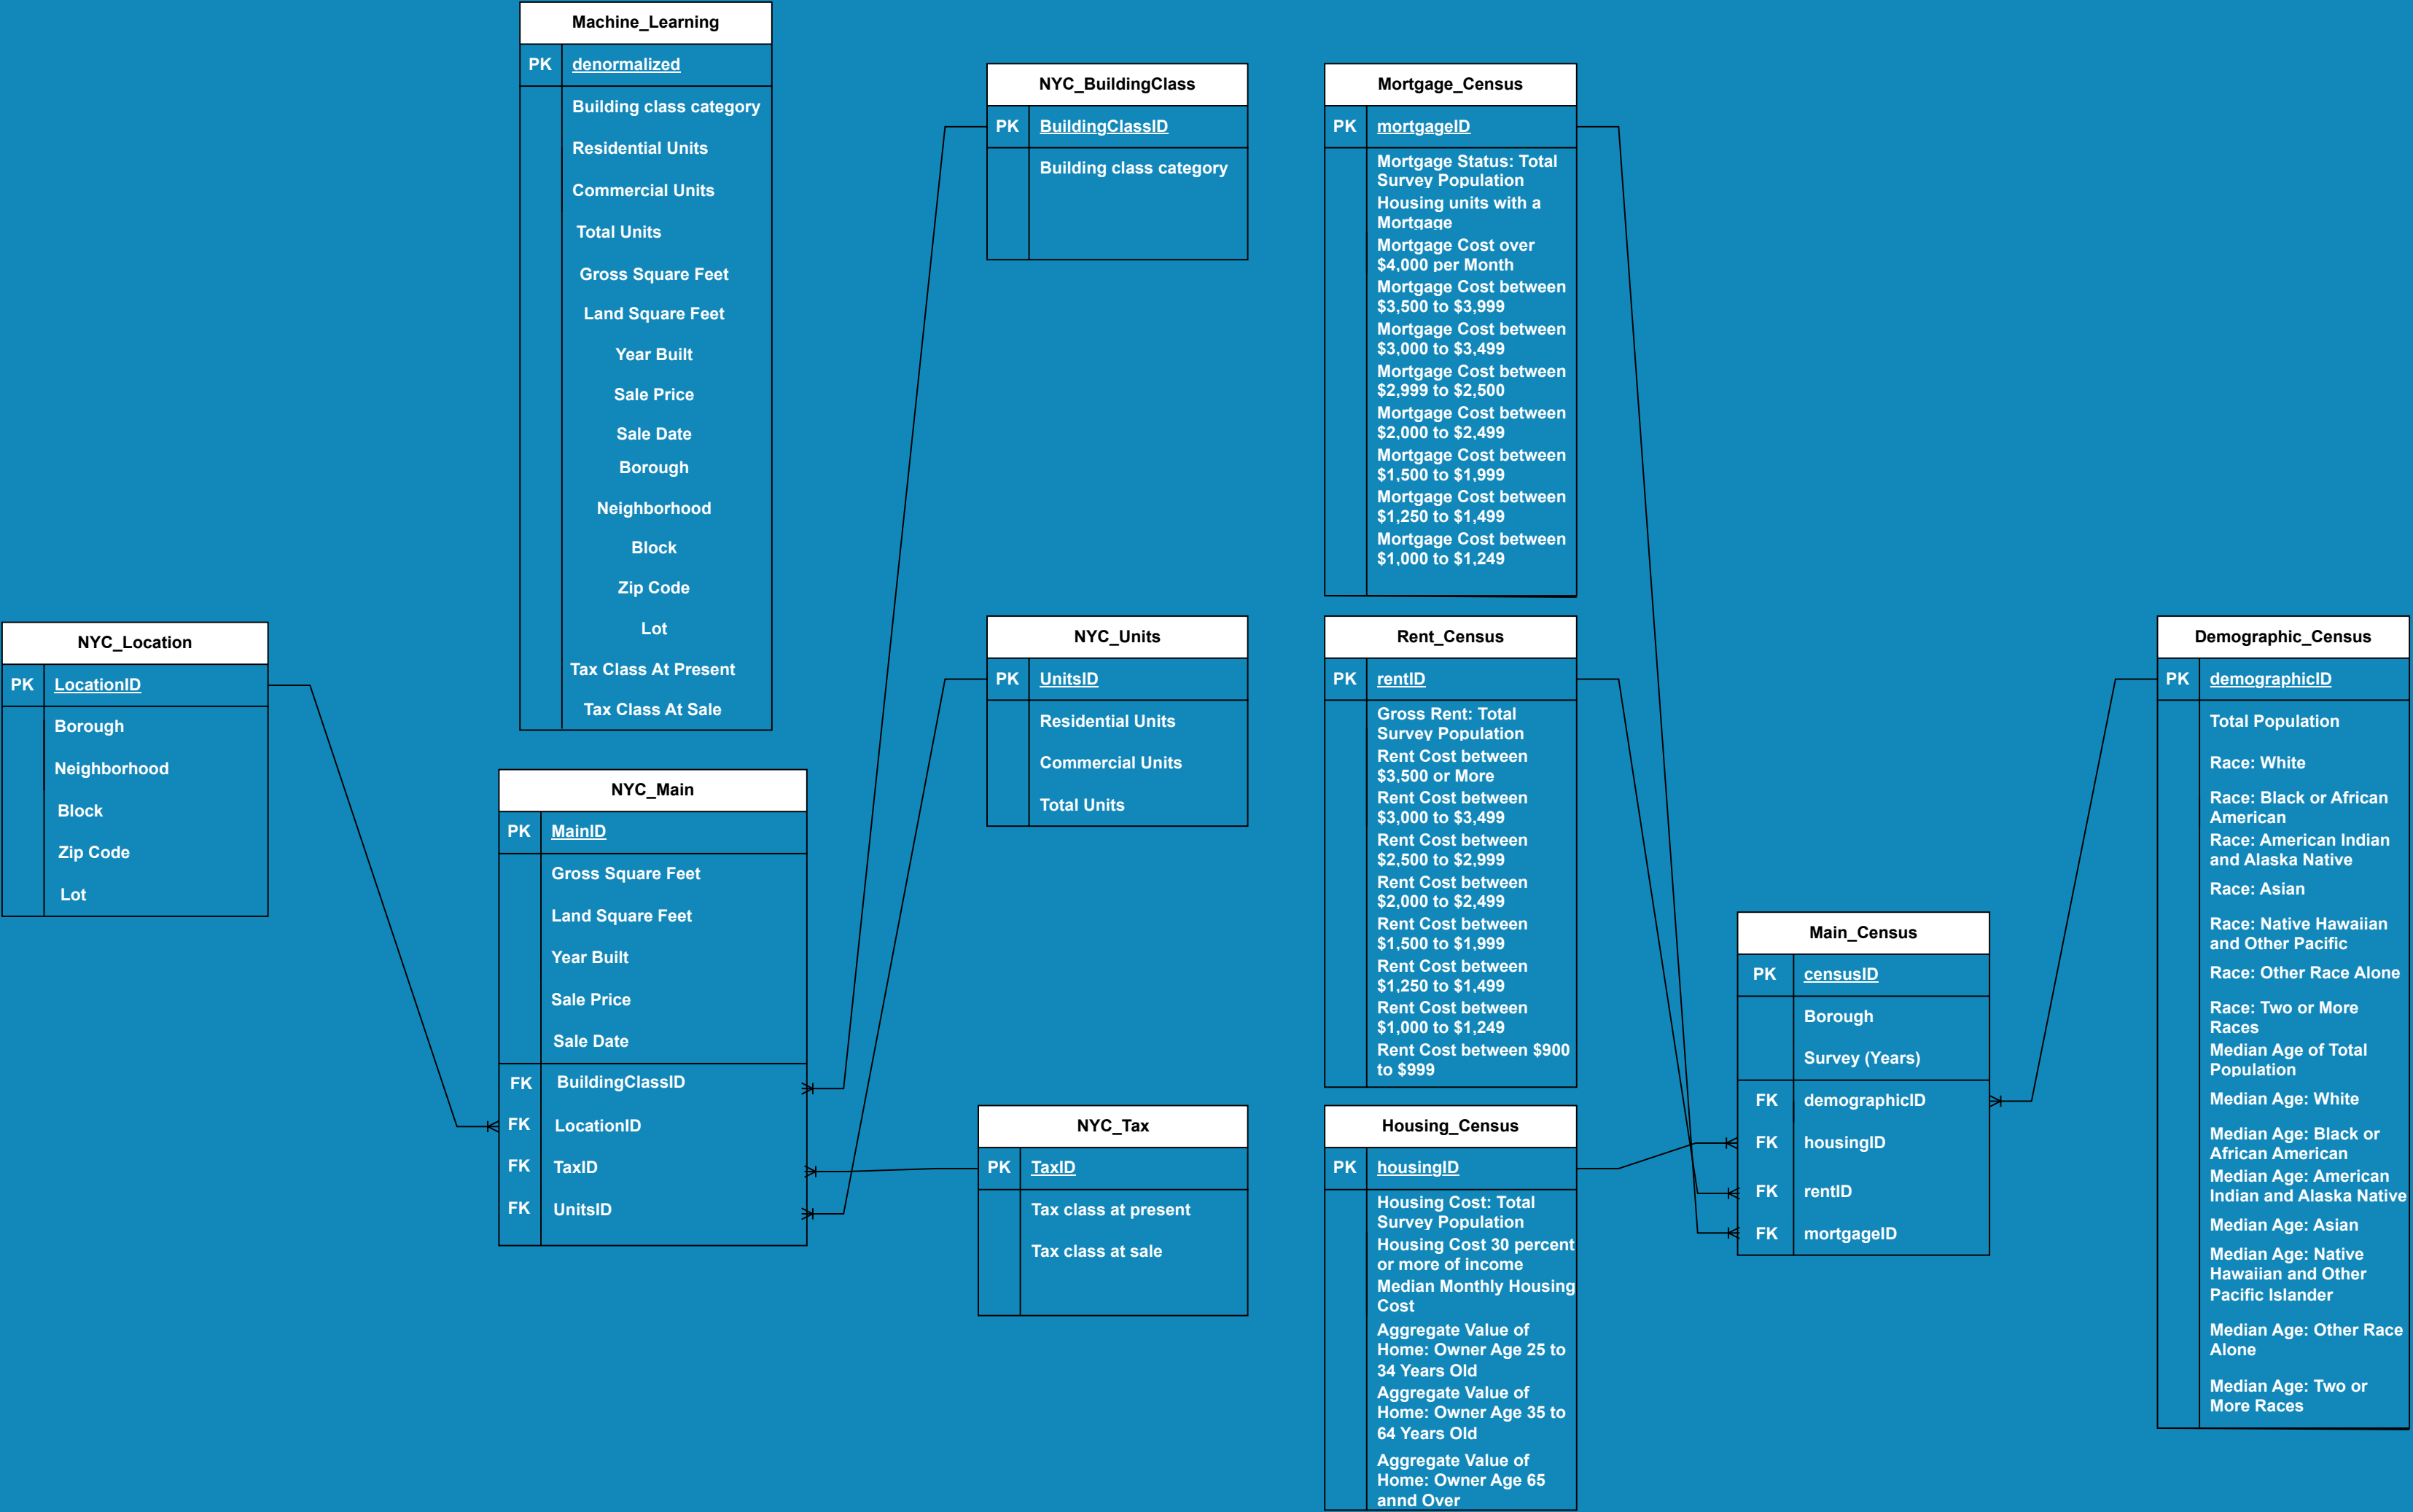 Machine_Learning
PK denormalized
Building class category
Residential Units
Commercial Units
Total Units
Gross Square Feet
Land Square Feet
Year Built
Sale Price
Sale Date
Borough
Neighborhood
Block
Zip Code
Lot
Tax Class At Present
Tax Class At Sale
NYC_BuildingClass
PK BuildingClassID
Building class category
Mortgage_Census
PK mortgageID
Mortgage Status: Total
Survey Population
Housing units with a
Mortgage
Mortgage Cost over
$4,000 per Month
Mortgage Cost between
$3,500 to $3,999
Mortgage Cost between
$3,000 to $3,499
Mortgage Cost between
$2,999 to $2,500
Mortgage Cost between
$2,000 to $2,499
Mortgage Cost between
$1,500 to $1,999
Mortgage Cost between
$1,250 to $1,499
Mortgage Cost between
$1,000 to $1,249
NYC_Location
PK LocationID
Borough
Neighborhood
Block
Zip Code
Lot
NYC_Main
PK MainID
Gross Square Feet
Land Square Feet
Year Built
Sale Price
Sale Date
FK BuildingClassID
FK LocationID
FK TaxID
FK UnitsID
NYC_Units
PK UnitsID
Residential Units
Commercial Units
Total Units
NYC_Tax
PK TaxID
Tax class at present
Tax class at sale
Rent_Census
PK rentID
Gross Rent: Total
Survey Population
Rent Cost between
$3,500 or More
Rent Cost between
$3,000 to $3,499
Rent Cost between
$2,500 to $2,999
Rent Cost between
$2,000 to $2,499
Rent Cost between
$1,500 to $1,999
Rent Cost between
$1,250 to $1,499
Rent Cost between
$1,000 to $1,249
Rent Cost between $900
to $999
Housing_Census
PK housingID
Housing Cost: Total
Survey Population
Housing Cost 30 percent
or more of income
Median Monthly Housing
Cost
Aggregate Value of
Home: Owner Age 25 to
34 Years Old
Aggregate Value of
Home: Owner Age 35 to
64 Years Old
Aggregate Value of
Home: Owner Age 65
annd Over
Main_Census
PK censusID
Borough
Survey (Years)
FK demographicID
FK housingID
FK rentID
FK mortgageID
Demographic_Census
PK demographicID
Total Population
Race: White
Race: Black or African
American
Race: American Indian
and Alaska Native
Race: Asian
Race: Native Hawaiian
and Other Pacific
Race: Other Race Alone
Race: Two or More
Races
Median Age of Total
Population
Median Age: White
Median Age: Black or
African American
Median Age: American
Indian and Alaska Native
Median Age: Asian
Median Age: Native
Hawaiian and Other
Pacific Islander
Median Age: Other Race
Alone
Median Age: Two or
More Races